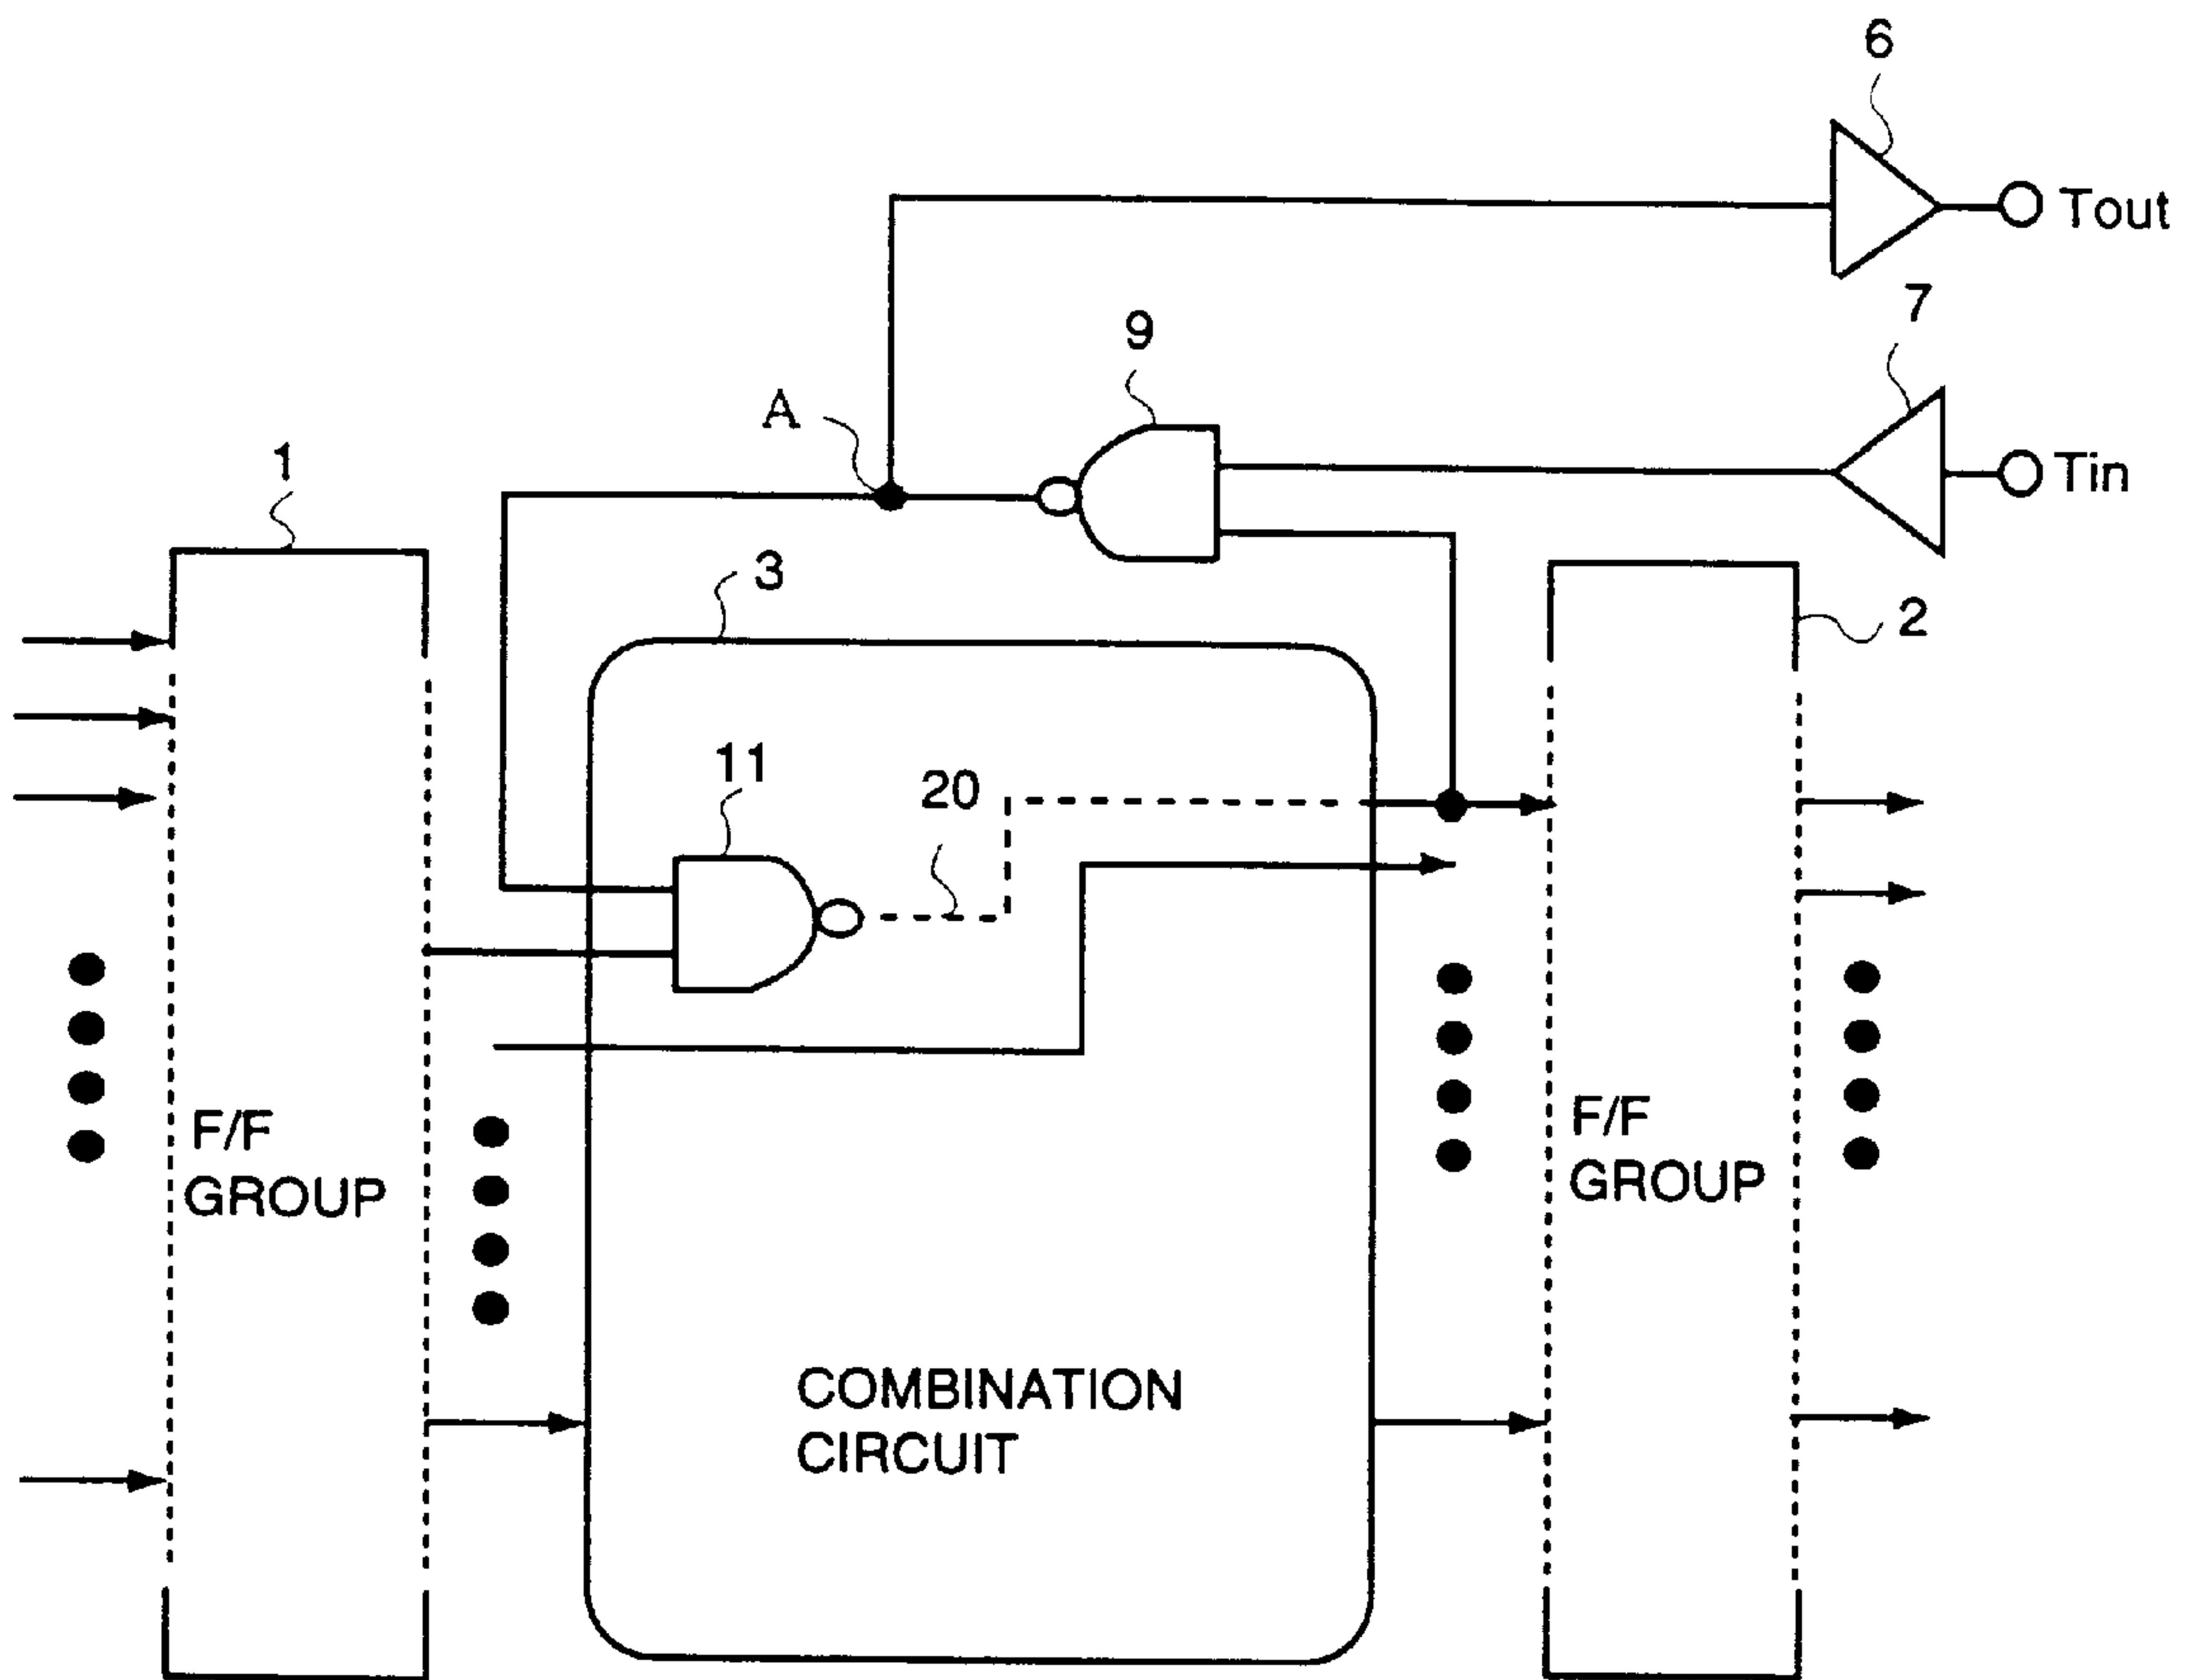 6
Tout
7
9
A
Tin
1
3
2
11
20
F/F
GROUP
F/F
GROUP
COMBINATION
CIRCUIT